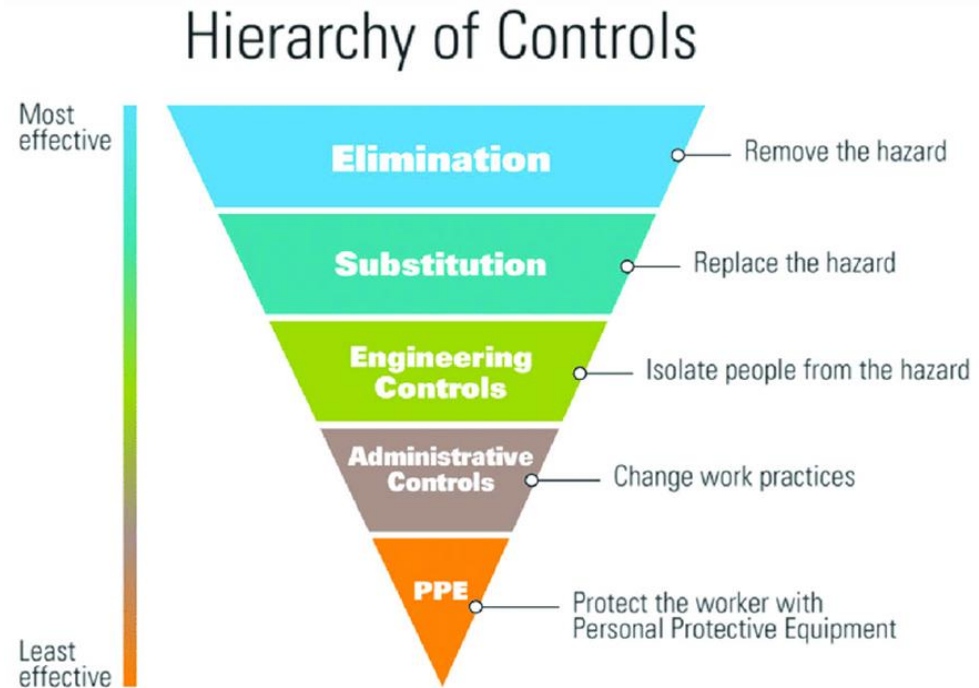 Hierarchy of Controls
Most
effective
Elimination
Remove the hazard
Substitution
Replace the hazard
Engineering
Controls
Isolate people from the hazard
Administrative
Controls
Change work practices
PPE
Protect the worker with
Personal Protective Equipment
Least
effective